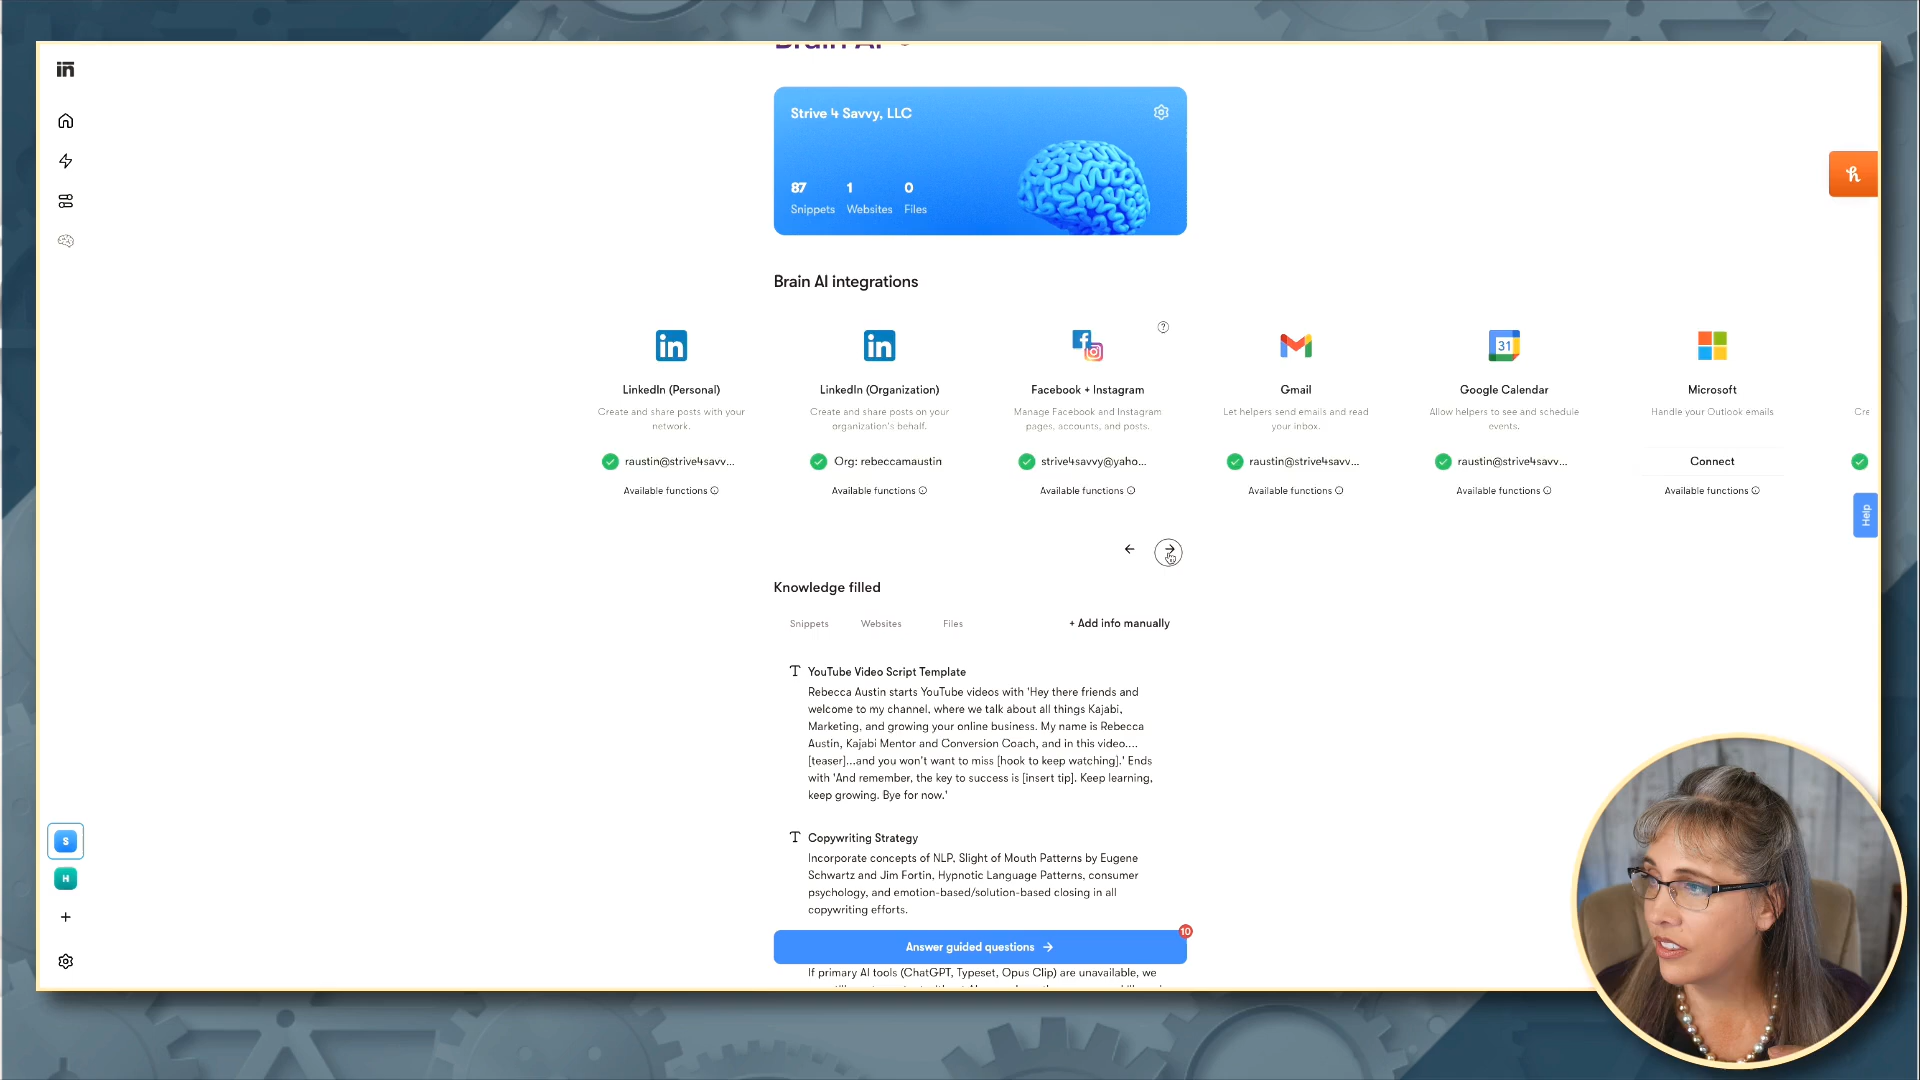 Brain AI
Strive 4 Savvy, LLC
87 1 0
Snippets Websites Files
Brain AI integrations
in in f 31
LinkedIn (Personal) LinkedIn (Organization) Facebook + Instagram Gmail Google Calendar Microsoft
Create and share posts with your Create and share posts on your Manage Facebook and Instagram Let helpers send emails and read Allow helpers to see and schedule Handle your Outlook emails Cre
network. organization's behalf. pages, accounts, and posts. your inbox. events.
raustin@strive4savv... Org: rebeccamaustin strive4savvy@yaho... raustin@strive4savv... raustin@strive4savv... Connect
Available functions Available functions Available functions Available functions Available functions Available functions
Help
Knowledge filled
Snippets Websites Files + Add info manually
YouTube Video Script Template
Rebecca Austin starts YouTube videos with 'Hey there friends and
welcome to my channel, where we talk about all things Kajabi,
Marketing, and growing your online business. My name is Rebecca
Austin, Kajabi Mentor and Conversion Coach, and in this video....
[teaser]...and you won't want to miss [hook to keep watching].' Ends
with 'And remember, the key to success is [insert tip]. Keep learning,
keep growing. Bye for now.'
Copywriting Strategy
Incorporate concepts of NLP, Slight of Mouth Patterns by Eugene
Schwartz and Jim Fortin, Hypnotic Language Patterns, consumer
psychology, and emotion-based/solution-based closing in all
copywriting efforts.
10
Answer guided questions →
If primary AI tools (ChatGPT, Typeset, Opus Clip) are unavailable, we
S
H